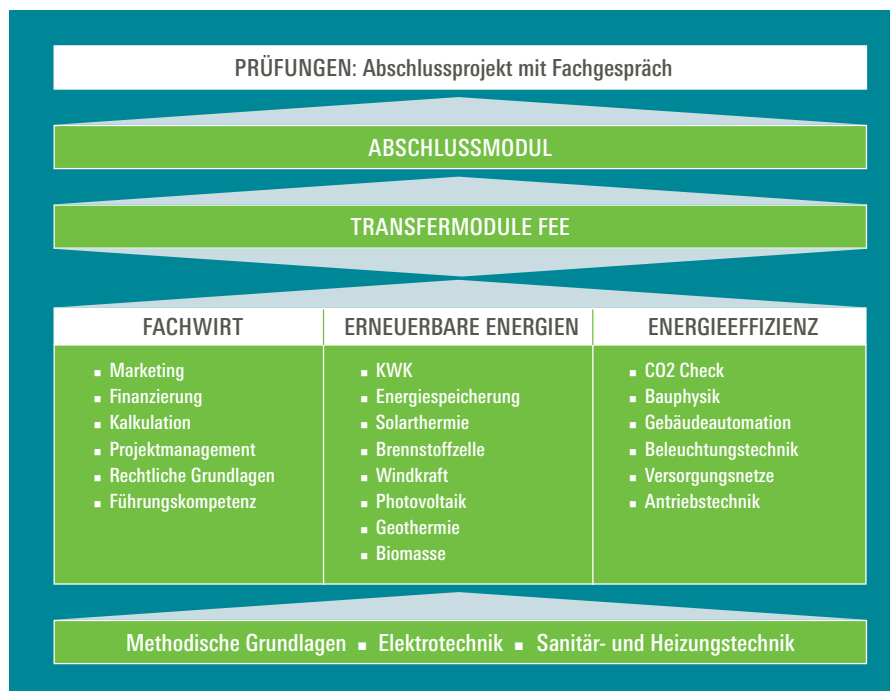 PRÜFUNGEN: Abschlussprojekt mit Fachgespräch
ABSCHLUSSMODUL
TRANSFERMODULE FEE
FACHWIRT
▪ Marketing
▪ Finanzierung
▪ Kalkulation
▪ Projektmanagement
▪ Rechtliche Grundlagen
▪ Führungskompetenz
ERNEUERBARE ENERGIEN
▪ KWK
▪ Energiespeicherung
▪ Solarthermie
▪ Brennstoffzelle
▪ Windkraft
▪ Photovoltaik
▪ Geothermie
▪ Biomasse
ENERGIEEFFIZIENZ
▪ CO2 Check
▪ Bauphysik
▪ Gebäudeautomation
▪ Beleuchtungstechnik
▪ Versorgungsnetze
▪ Antriebstechnik
Methodische Grundlagen ▪ Elektrotechnik ▪ Sanitär- und Heizungstechnik